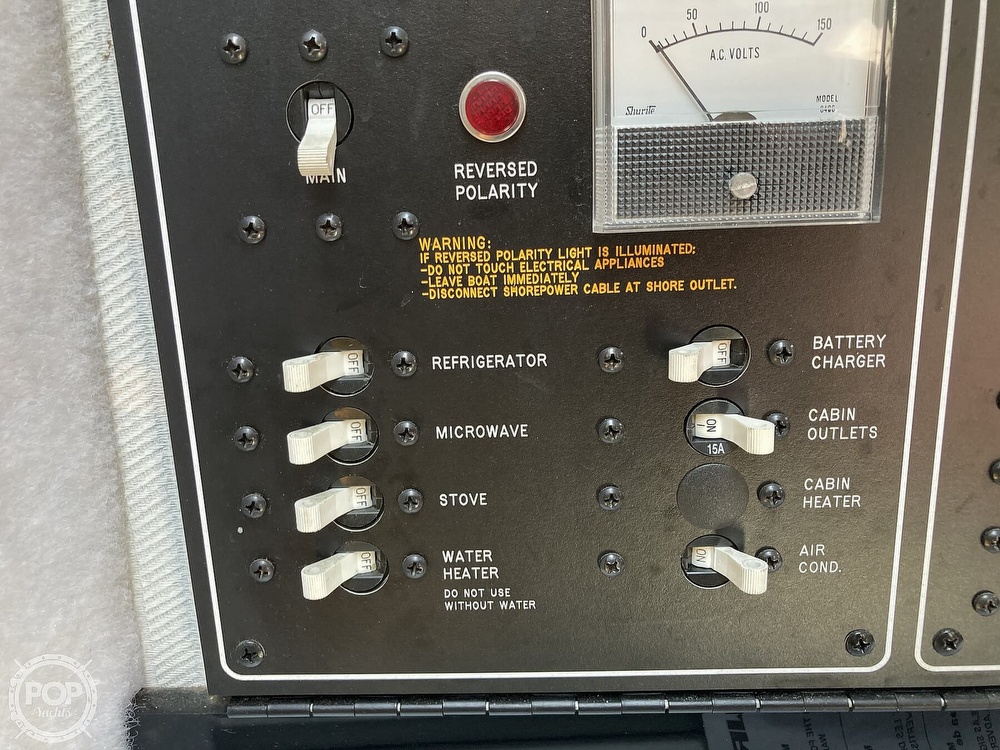 0 50 100 150
A.C. VOLTS
Shurite
MODEL
OFF
MAIN
REVERSED
POLARITY
WARNING:
IF REVERSED POLARITY LIGHT IS ILLUMINATED:
-DO NOT TOUCH ELECTRICAL APPLIANCES
-LEAVE BOAT IMMEDIATELY
-DISCONNECT SHOREPOWER CABLE AT SHORE OUTLET.
OFF
REFRIGERATOR
OFF
MICROWAVE
OFF
STOVE
OFF
WATER
HEATER
DO NOT USE
WITHOUT WATER
OFF
BATTERY
CHARGER
ON
15A
CABIN
OUTLETS
CABIN
HEATER
ON
AIR
COND.
POP
Yachts